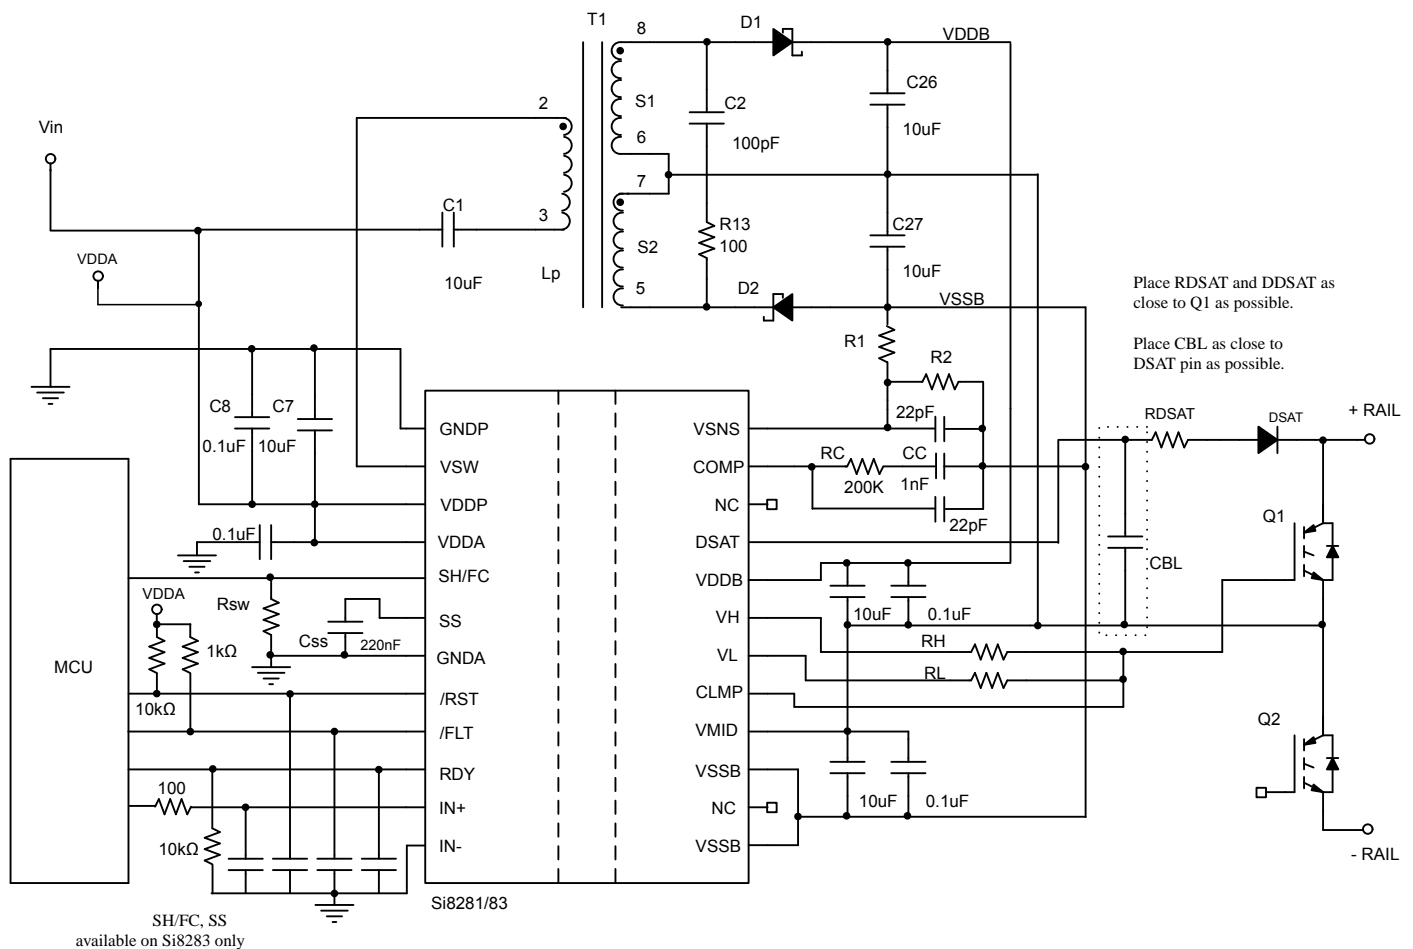 T1
8
D1
VDDB
C26
10uF
2
S1
C2
100pF
6
Vin
7
C1
3
R13
100
C27
10uF
S2
VDDA
Lp
10uF
5
D2
VSSB
Place RDSAT and DDSAT as
close to Q1 as possible.
Place CBL as close to
DSAT pin as possible.
R1
R2
C8
C7
0.1uF
10uF
22pF
RDSAT
DSAT
+ RAIL
GNDP
VSNS
VSW
COMP
RC
CC
200K
1nF
VDDP
NC
22pF
Q1
0.1uF
VDDA
DSAT
CBL
SH/FC
VDDB
VDDA
Rsw
10uF
0.1uF
SS
VH
Css
220nF
1kΩ
RH
MCU
GNDA
VL
RL
10kΩ
/RST
CLMP
/FLT
VMID
Q2
RDY
VSSB
100
10uF
0.1uF
IN+
NC
10kΩ
IN-
VSSB
- RAIL
Si8281/83
SH/FC, SS
available on Si8283 only